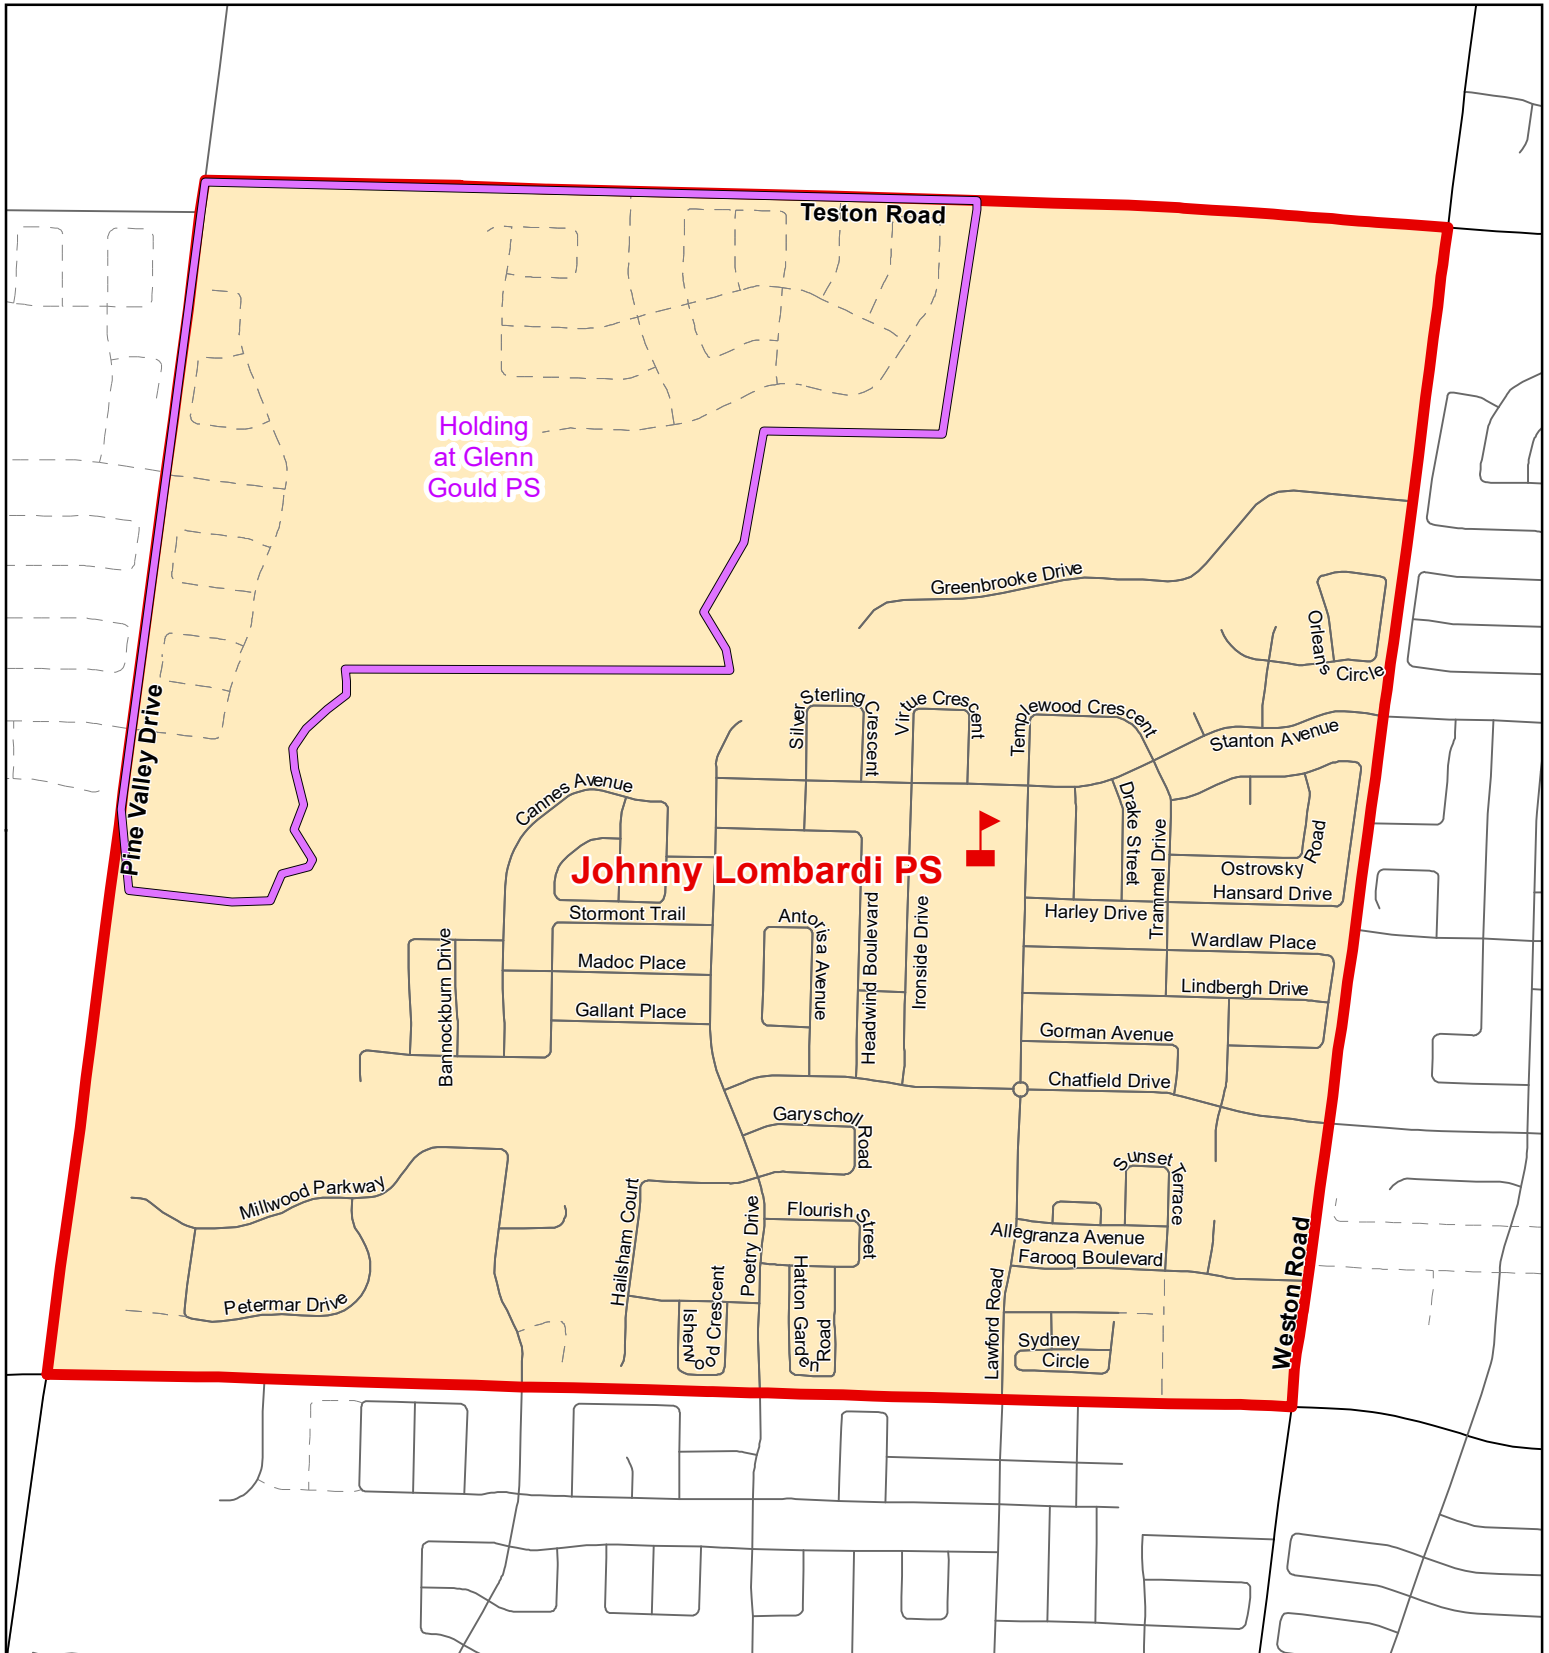 Teston Road
Holding
at Glenn
Gould PS
Greenbrooke Drive
Orleans Circle
Pine Valley Drive
Silver Sterling Crescent
Virtue Crescent
Templewood Crescent
Stanton Avenue
Cannes Avenue
Drake Street
Trammel Drive
Ostrovsky Road
Johnny Lombardi PS
Hansard Drive
Stormont Trail
Antorisa Avenue
Headwind Boulevard
Ironside Drive
Harley Drive
Wardlaw Place
Bannockburn Drive
Madoc Place
Lindbergh Drive
Gallant Place
Gorman Avenue
Chatfield Drive
Garyscholl Road
Sunset Terrace
Millwood Parkway
Hailsham Court
Poetry Drive
Flourish Street
Allegranza Avenue
Farooq Boulevard
Weston Road
Petermar Drive
Isherwood Crescent
Hatton Garden Road
Lawford Road
Sydney
Circle